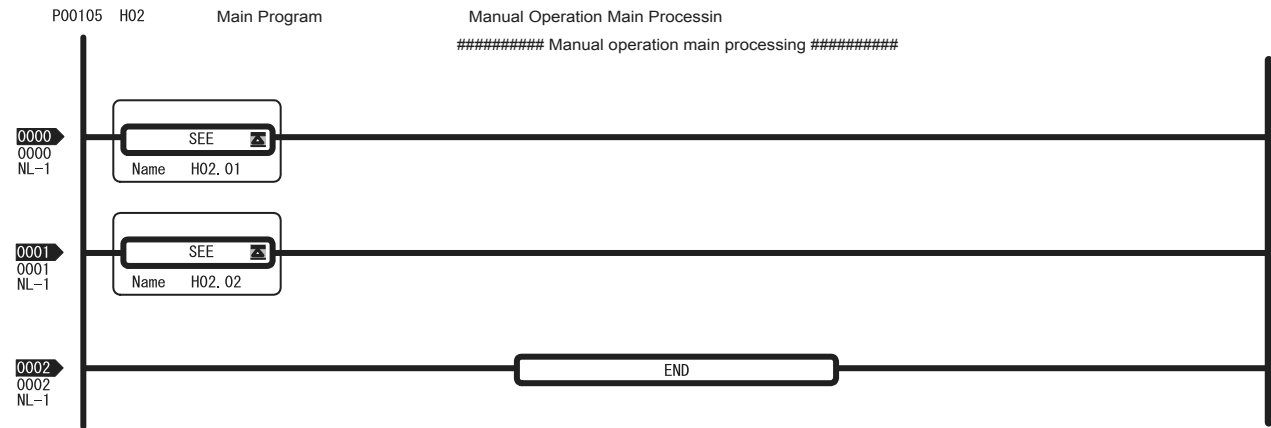 P00105 H02 Main Program Manual Operation Main Processin
########## Manual operation main processing ##########
0000
0000
NL-1
SEE
Name H02.01
0001
0001
NL-1
SEE
Name H02.02
0002
0002
NL-1
END